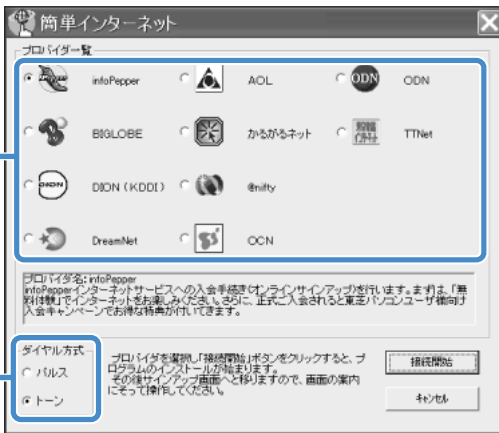 簡単インターネット
プロバイダー覧
infoPepper
AOL
ODN
ODN
BIGLOBE
かるがるネット
TTNet
DION
DION (KDDI)
@nifty
DreamNet
OCN
プロバイダ名: infoPepper
infoPepperインターネットサービスへの入会手続き(オンラインサインアップ)を行います。まずは、「無
料体験」でインターネットをお楽しみください。さらに、正式ご入会されると東芝パソコンユーザ様向け
入会キャンペーンでお得な特典が付いてきます。
ダイヤル方式
パルス
トーン
プロバイダを選択し「接続開始」ボタンをクリックすると、プ
ログラムのインストールが始まります。
その後サインアップ画面へと移りますので、画面の案内
にそって操作してください。
接続開始
キャンセル